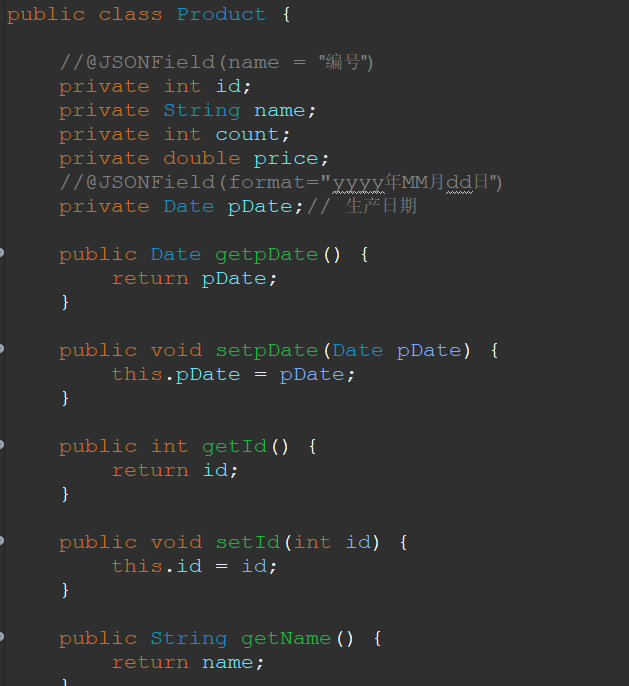 public class Product {
//@JSONField(name = "编号")
private int id;
private String name;
private int count;
private double price;
//@JSONField(format="yyyy年MM月dd日")
private Date pDate;// 生产日期
public Date getpDate() {
return pDate;
}
public void setpDate(Date pDate) {
this.pDate = pDate;
}
public int getId() {
return id;
}
public void setId(int id) {
this.id = id;
}
public String getName() {
return name;
}